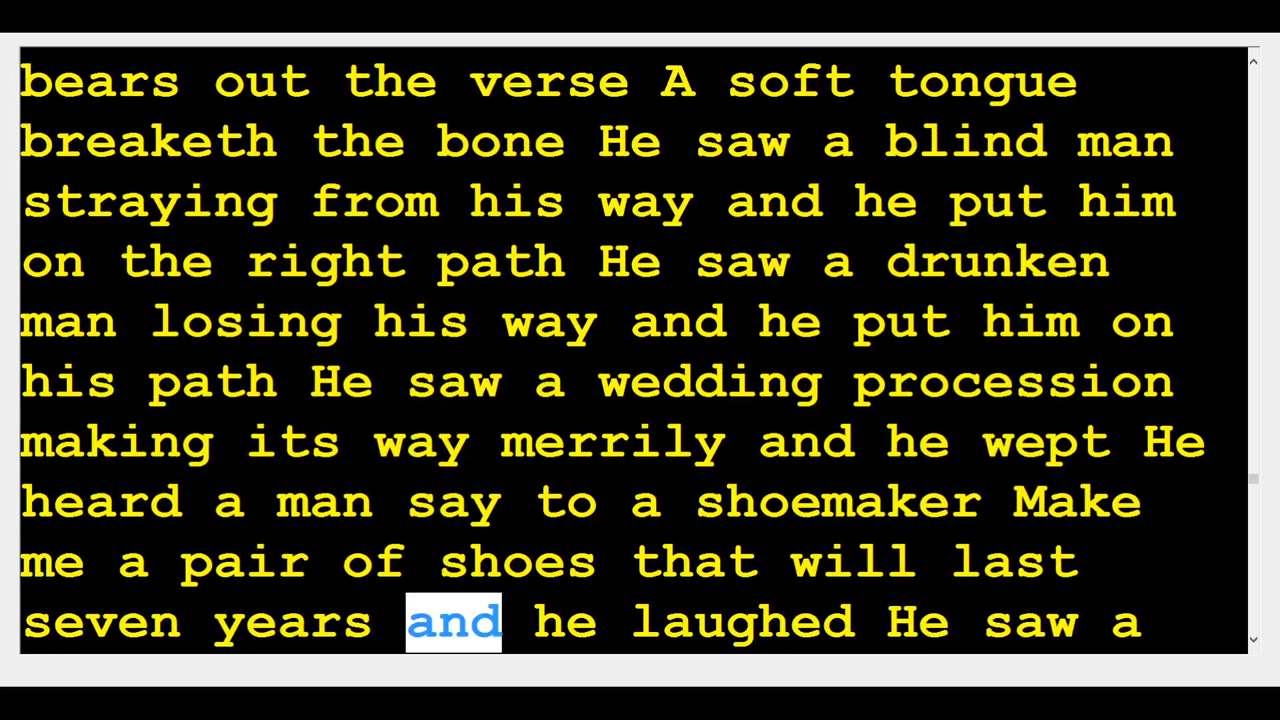 bears out the verse A soft tongue
breaketh the bone He saw a blind man
straying from his way and he put him
on the right path He saw a drunken
man losing his way and he put him on
his path He saw a wedding procession
making its way merrily and he wept He
heard a man say to a shoemaker Make
me a pair of shoes that will last
seven years and he laughed He saw a